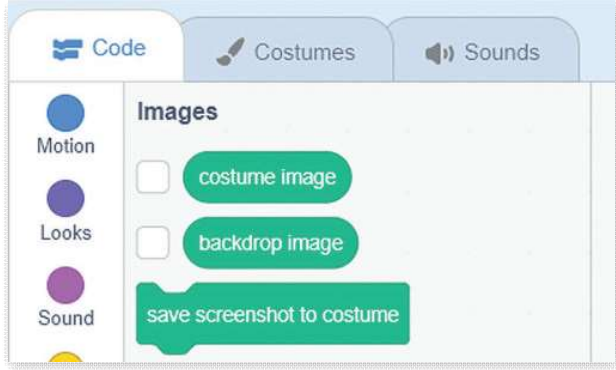 Code
Costumes
Sounds
Motion
Looks
Sound
Images
costume image
backdrop image
save screenshot to costume